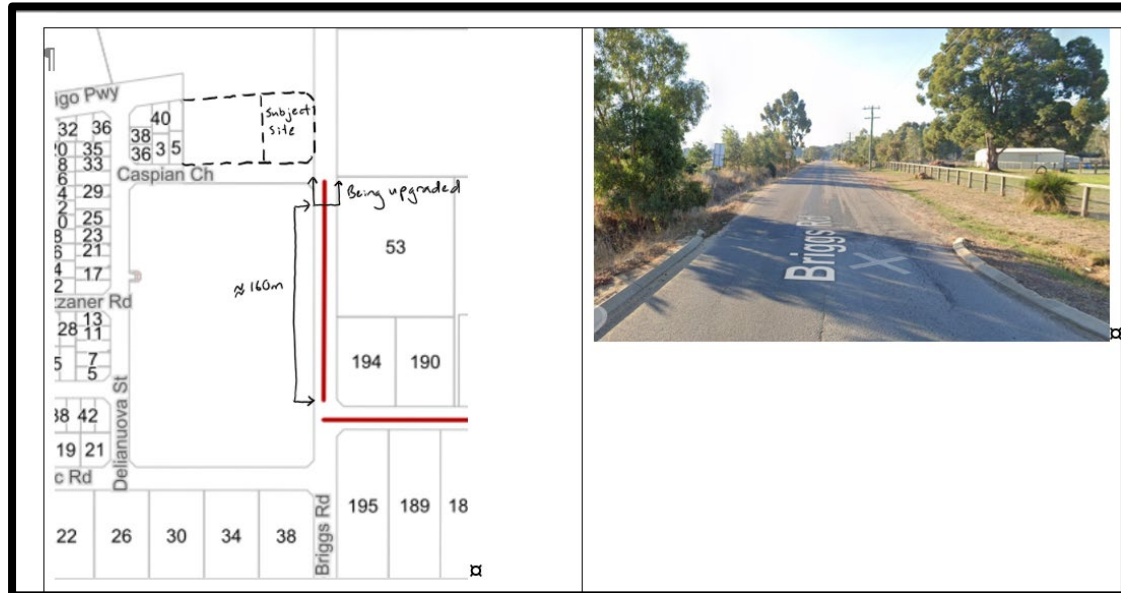 ¶
igo Pwy
40
32 36
38
20 35
36 3 5
8 33
6
Caspian Ch
4 29
2
0 25
8 23
6 21
4 17
2
zzaner Rd
13
28 11
5 7
5
38 42
19 21
c Rd
Delianuova St
22 26 30 34 38
Briggs Rd
Subject
Site
Being upgraded
≈160m
53
194 190
195 189 18
¤
Briggs Rd
¤